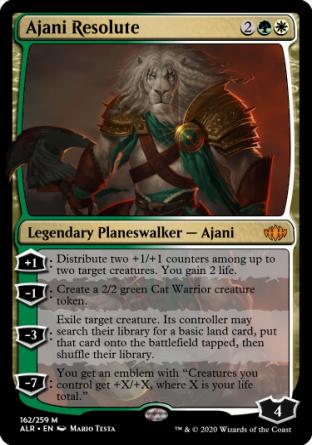 Ajani Resolute 2
Legendary Planeswalker — Ajani
+1: Distribute two +1/+1 counters among up to
two target creatures. You gain 2 life.
-1: Create a 2/2 green Cat Warrior creature
token.
-3: Exile target creature. Its controller may
search their library for a basic land card, put
that card onto the battlefield tapped, then
shuffle their library.
-7: You get an emblem with “Creatures you
control get +X/+X, where X is your life
total.”
4
162/259 M
ALR • EN Mario Testa
™ & © 2020 Wizards of the Coast